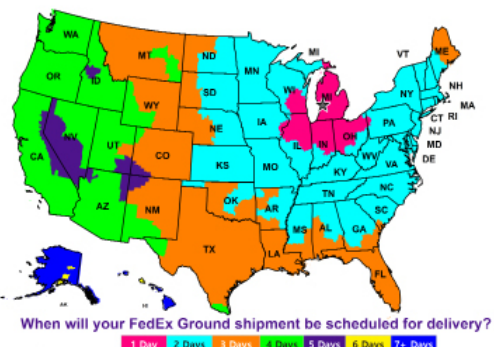 WA
MT
ND
MN
MI
VT
ME
OR
ID
SD
WI
MI
NY
NH
MA
WY
CT
RI
NV
NE
IA
PA
NJ
UT
IL
IN
OH
MD
CA
CO
KS
MO
WV
VA
DE
KY
AZ
NM
OK
AR
TN
NC
SC
TX
MS
AL
GA
LA
FL
AK
HI
When will your FedEx Ground shipment be scheduled for delivery?
1 Day 2 Days 3 Days 4 Days 5 Days 6 Days 7+ Days